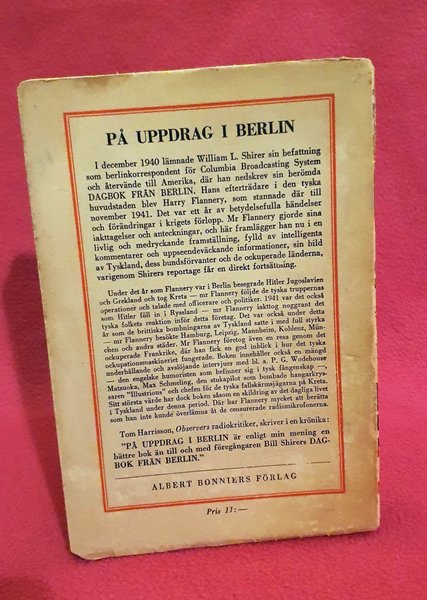 PÅ UPPDRAG I BERLIN
I december 1940 lämnade William L. Shirer sin befattning
som berlinkorrespondent för Columbia Broadcasting System
och återvände till Amerika, där han nedskrev sin berömda
DAGBOK FRÅN BERLIN. Hans efterträdare i den tyska
huvudstaden blev Harry Flannery, som stannade där till
november 1941. Det var ett år av betydelsefulla händelser
och förändringar i krigets förlopp. Mr Flannery gjorde sina
iakttagelser och anteckningar, och här framlägger han nu i en
livlig och medryckande framställning, fylld av intelligenta
kommentarer och uppseendeväckande informationer, sin bild
av Tyskland, dess bundsförvanter och de ockuperade länderna,
varigenom Shirers reportage får en direkt fortsättning.
Under det år som Flannery var i Berlin besegrade Hitler Jugoslavien
och Grekland och tog Kreta — mr Flannery följde de tyska truppernas
operationer och talade med officerare och politiker. 1941 var det också
som Hitler föll in i Ryssland — mr Flannery iakttog noggrant det
tyska folkets reaktion inför detta företag. Det var också under detta
år som de brittiska bombningarna av Tyskland satte i med full styrka
— mr Flannery besökte Hamburg, Leipzig, Mannheim, Koblenz, Mün-
chen och andra städer. Mr Flannery företog även en resa genom det
ockuperade Frankrike, där han fick en god inblick i hur det tyska
ockupationsmaskineriet fungerade. Boken innehåller också en mängd
underhållande och avslöjande intervjuer med bl. a. P. G. Wodehouse
— den engelske humoristen som befinner sig i tysk fångenskap —,
Matsuoka, Max Schmeling, den stukapilot som bombade hangarkrys-
saren "Illustrious" och chefen för de tyska fallskärmsjägarna på Kreta.
Sitt största värde har dock boken såsom en skildring av det dagliga livet
i Tyskland under denna period. Där har Flannery mycket att berätta
som han inte kunde överlämna åt de censurerade radiomikrofonerna.
Tom Harrisson, Observers radiokritiker, skriver i en krönika:
"PÅ UPPDRAG I BERLIN är enligt min mening en
bättre bok än till och med föregångaren Bill Shirers DAG-
BOK FRÅN BERLIN."
ALBERT BONNIERS FÖRLAG
Pris 11:—